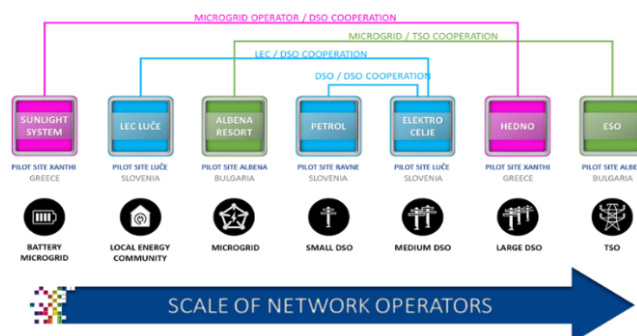 MICROGRID OPERATOR / DSO COOPERATION
MICROGRID / TSO COOPERATION
LEC / DSO COOPERATION
DSO / DSO COOPERATION
SUNLIGHT SYSTEM
LEC LUČE
ALBENA RESORT
PETROL
ELEKTRO CELJE
HEDNO
ESO
PILOT SITE XANTHI
PILOT SITE LUČE
PILOT SITE ALBENA
PILOT SITE RAVNE
PILOT SITE LUČE
PILOT SITE XANTHI
PILOT SITE ALBE
GREECE
SLOVENIA
BULGARIA
SLOVENIA
SLOVENIA
GREECE
BULGARIA
BATTERY MICROGRID
LOCAL ENERGY COMMUNITY
MICROGRID
SMALL DSO
MEDIUM DSO
LARGE DSO
TSO
SCALE OF NETWORK OPERATORS